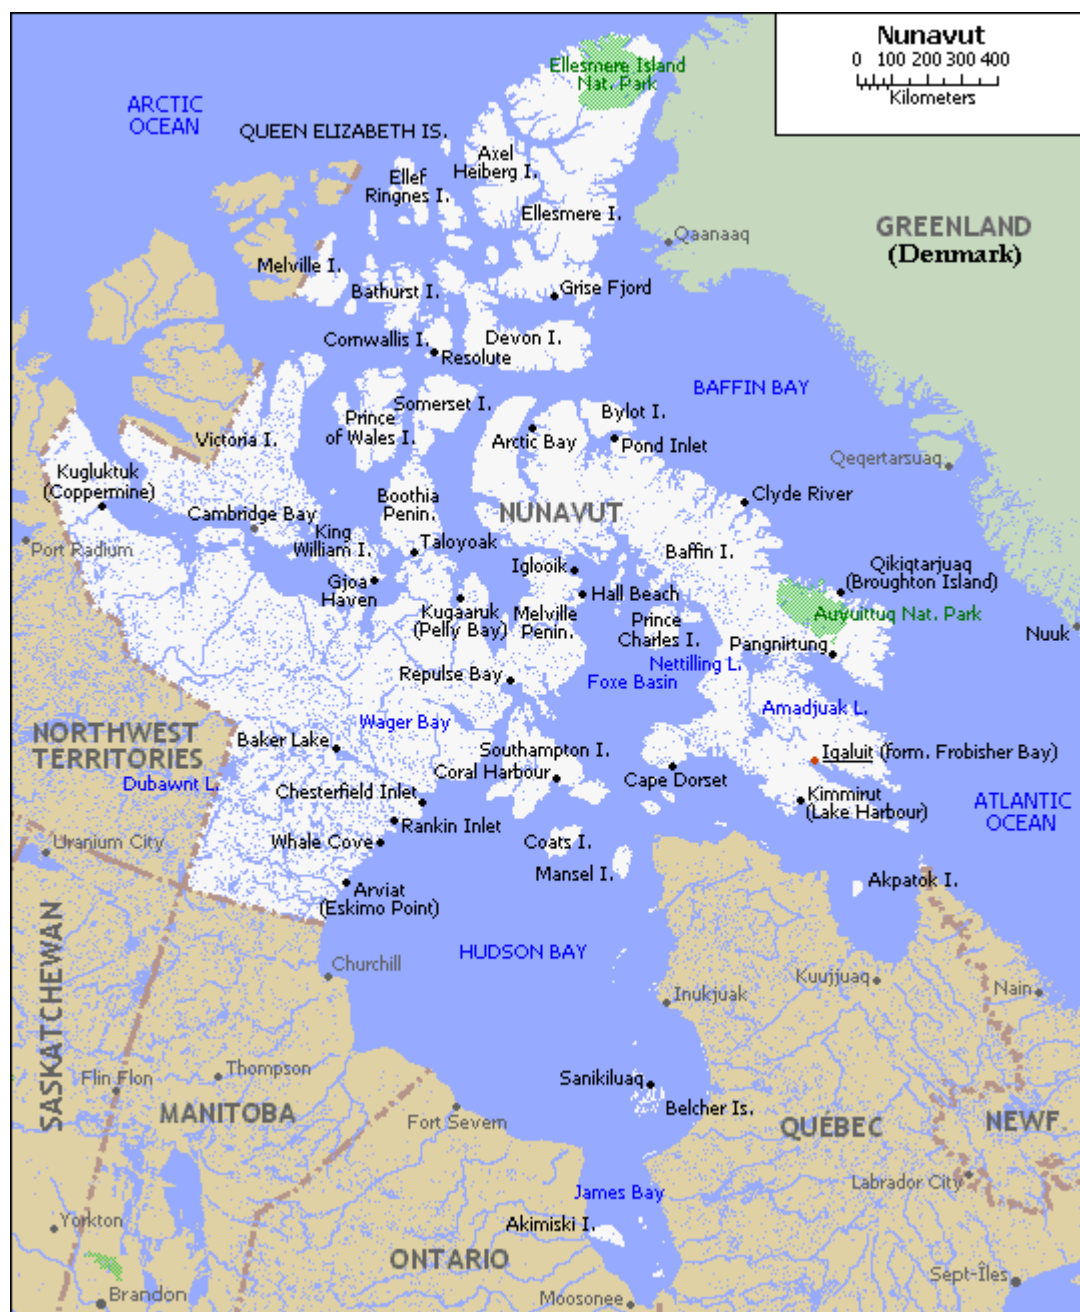 Nunavut
0 100 200 300 400
Kilometers
Ellesmere Island
Nat. Park
ARCTIC
OCEAN
QUEEN ELIZABETH IS.
Axel
Heiberg I.
Ellef
Ringnes I.
Ellesmere I.
Qaanaaq
GREENLAND
(Denmark)
Melville I.
Bathurst I.
Grise Fjord
Cornwallis I.
Devon I.
Resolute
BAFFIN BAY
Somerset I.
Prince
of Wales I.
Bylot I.
Victoria I.
Arctic Bay
Pond Inlet
Qeqertarsuaq
Kugluktuk
(Coppermine)
Boothia
Penin.
Clyde River
Cambridge Bay
NUNAVUT
King
William I.
Taloyoak
Port Radium
Baffin I.
Iglooik
Qikiqtarjuaq
(Broughton Island)
Gjoa
Haven
Hall Beach
Kugaaruk
(Pelly Bay)
Melville
Penin.
Prince
Charles I.
Auyuittuq Nat. Park
Nuuk
Pangnirtung
Nettilling L.
Repulse Bay
Foxe Basin
Amadjuak L.
Wager Bay
NORTHWEST
TERRITORIES
Baker Lake
Southampton I.
Iqaluit (form. Frobisher Bay)
Coral Harbour
Cape Dorset
Dubawnt L.
Chesterfield Inlet
Kimmirut
(Lake Harbour)
ATLANTIC
OCEAN
Rankin Inlet
Uranium City
Whale Cove
Coats I.
Mansel I.
Akpatok I.
Arviat
(Eskimo Point)
SASKATCHEWAN
HUDSON BAY
Churchill
Kuujjuaq
Inukjuak
Nain
Thompson
Flin Flon
Sanikiluaq
MANITOBA
Belcher Is.
Fort Severn
QUÉBEC
NEWF.
Labrador City
James Bay
Yorkton
Akimiski I.
ONTARIO
Sept-Îles
Brandon
Moosonee